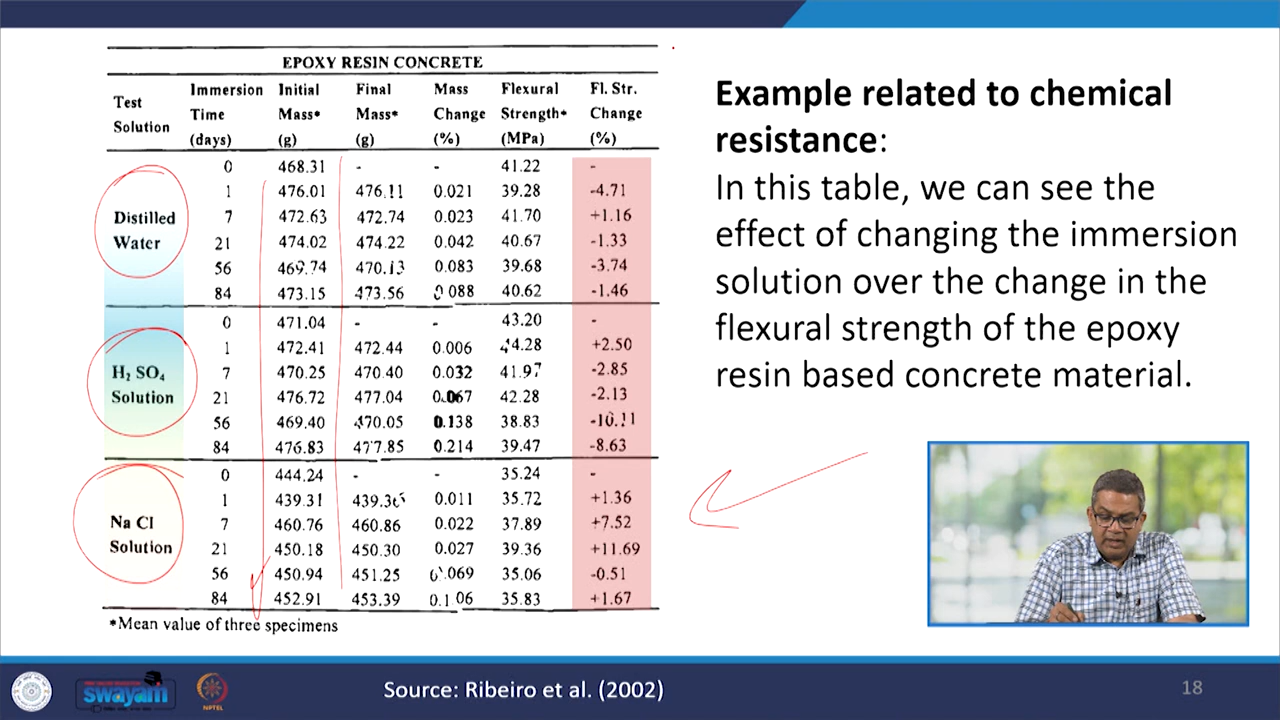 EPOXY RESIN CONCRETE
Test Solution Immersion Time (days) Initial Mass* (g) Final Mass* (g) Mass Change (%) Flexural Strength* (MPa) Fl. Str. Change (%)
Distilled Water
0 468.31 - - 41.22 -
1 476.01 476.11 0.021 39.28 -4.71
7 472.63 472.74 0.023 41.70 +1.16
21 474.02 474.22 0.042 40.67 -1.33
56 469.74 470.13 0.083 39.68 -3.74
84 473.15 473.56 0.088 40.62 -1.46
H₂ SO₄ Solution
0 471.04 - - 43.20 -
1 472.41 472.44 0.006 44.28 +2.50
7 470.25 470.40 0.032 41.97 -2.85
21 476.72 477.04 0.067 42.28 -2.13
56 469.40 470.05 0.138 38.83 -10.11
84 476.83 477.85 0.214 39.47 -8.63
Na Cl Solution
0 444.24 - - 35.24 -
1 439.31 0.011 35.72 +1.36
7 460.76 460.86 0.022 37.89 +7.52
21 450.18 450.30 0.027 39.36 +11.69
56 450.94 451.25 0.069 35.06 -0.51
84 452.91 453.39 0.106 35.83 +1.67
*Mean value of three specimens
Example related to chemical
resistance:
In this table, we can see the
effect of changing the immersion
solution over the change in the
flexural strength of the epoxy
resin based concrete material.
swayam
NPTEL
Source: Ribeiro et al. (2002)
18